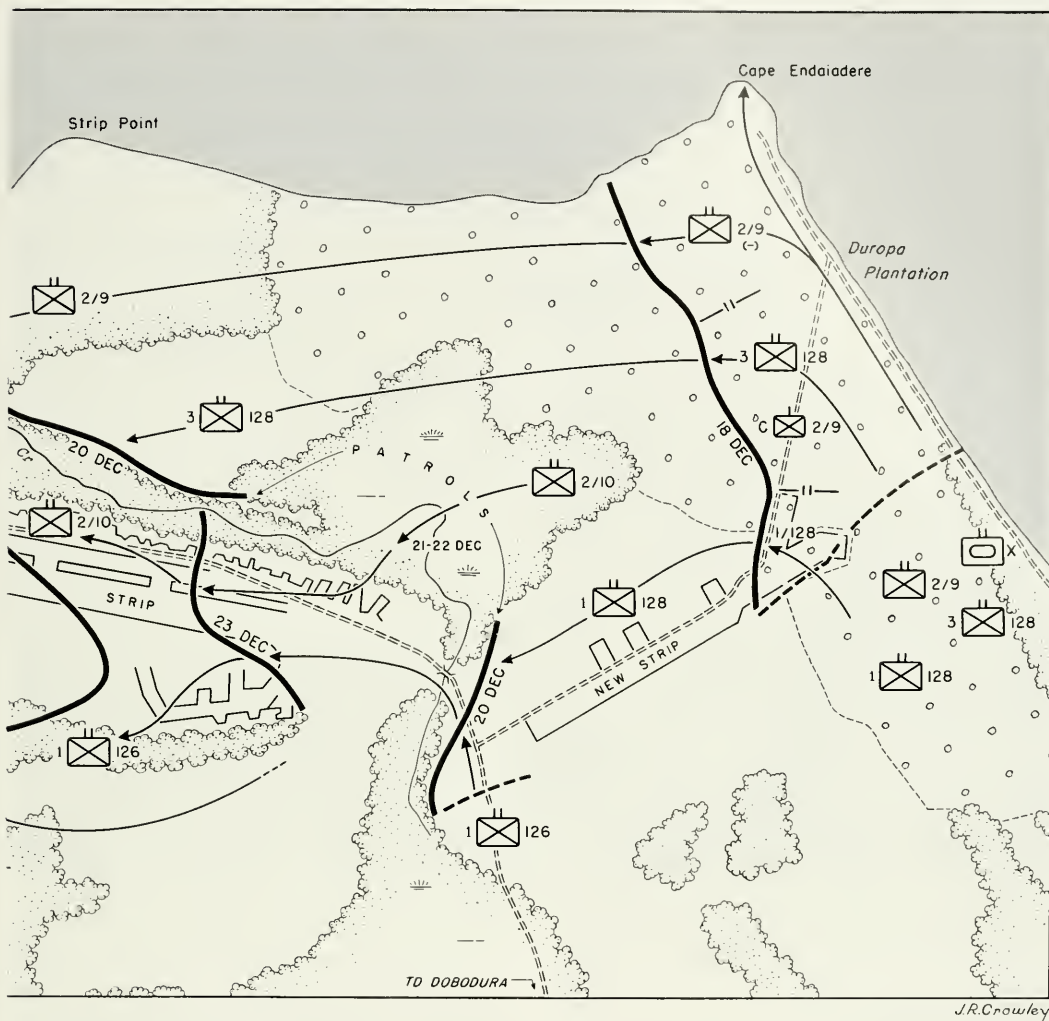 Cape Endaiadere
Strip Point
2/9
(-)
Duropa
Plantation
2/9
3 128
3 128
'C' 2/9
18 DEC
20 DEC
Cr
PATROLS
2/10
2/10
21-22 DEC
1/128
X
2/9
3 128
1 128
1 128
STRIP
23 DEC
NEW STRIP
20 DEC
1 126
1 126
TO DOBODURA
J.R.Crowley